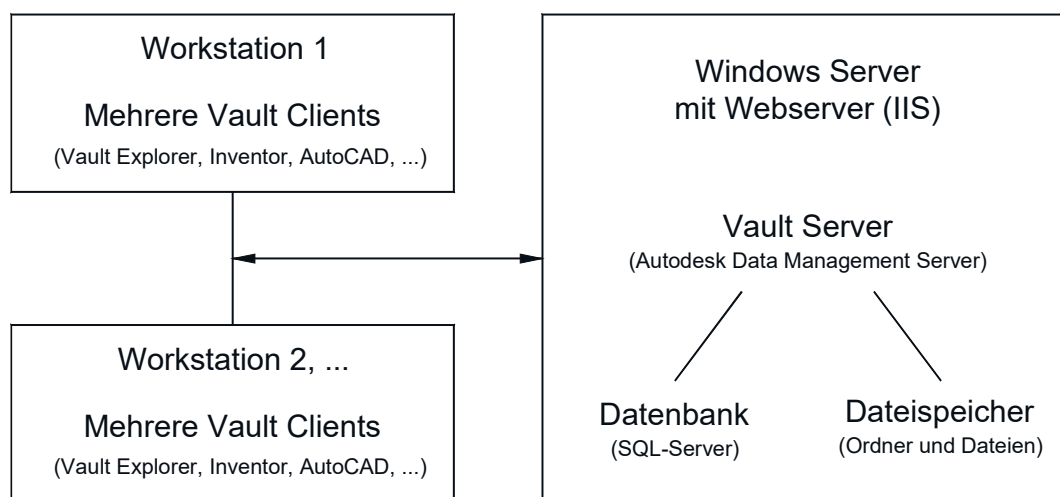 Workstation 1
Mehrere Vault Clients
(Vault Explorer, Inventor, AutoCAD, ...)
Workstation 2, ...
Mehrere Vault Clients
(Vault Explorer, Inventor, AutoCAD, ...)
Windows Server
mit Webserver (IIS)
Vault Server
(Autodesk Data Management Server)
Datenbank
(SQL-Server)
Dateispeicher
(Ordner und Dateien)